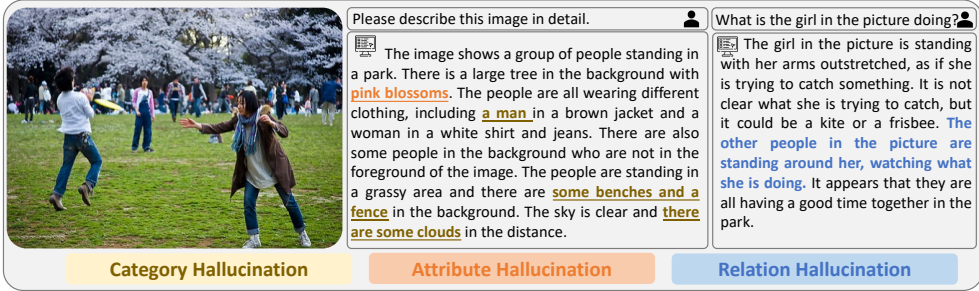 Please describe this image in detail.
The image shows a group of people standing in
a park. There is a large tree in the background with
pink blossoms. The people are all wearing different
clothing, including a man in a brown jacket and a
woman in a white shirt and jeans. There are also
some people in the background who are not in the
foreground of the image. The people are standing in
a grassy area and there are some benches and a
fence in the background. The sky is clear and there
are some clouds in the distance.
What is the girl in the picture doing?
The girl in the picture is standing
with her arms outstretched, as if she
is trying to catch something. It is not
clear what she is trying to catch, but
it could be a kite or a frisbee. The
other people in the picture are
standing around her, watching what
she is doing. It appears that they are
all having a good time together in the
park.
Category Hallucination
Attribute Hallucination
Relation Hallucination